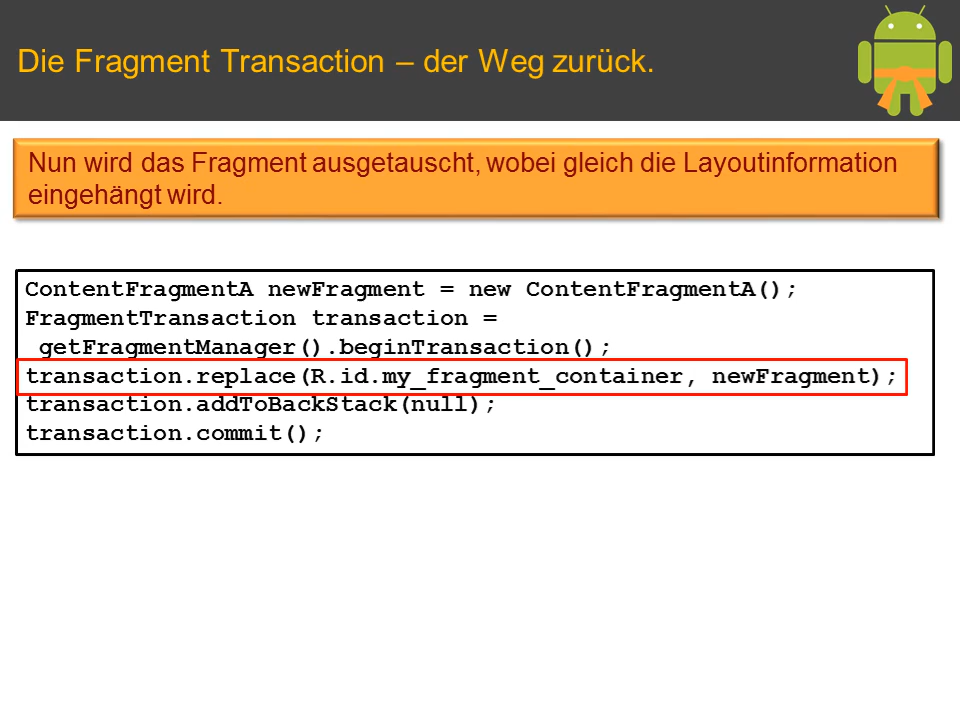 Die Fragment Transaction – der Weg zurück.
Nun wird das Fragment ausgetauscht, wobei gleich die Layoutinformation
eingehängt wird.
ContentFragmentA newFragment = new ContentFragmentA();
FragmentTransaction transaction =
 getFragmentManager().beginTransaction();
transaction.replace(R.id.my_fragment_container, newFragment);
transaction.addToBackStack(null);
transaction.commit();